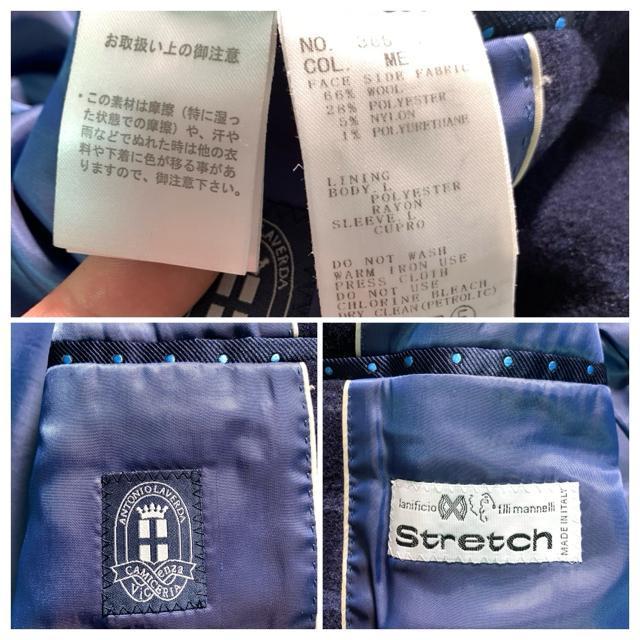 お取扱い上の御注意
・この素材は摩擦（特に湿っ
た状態での摩擦）や、汗や
雨などでぬれた時は他の衣
料や下着に色が移る事があ
りますので、御注意下さい。
NO.
COL. ME
FACE SIDE FABRIC
66% WOOL
28% POLYESTER
5% NYLON
1% POLYURETHANE
LINING
BODY.L
POLYESTER
RAYON
SLEEVE.L
CUPRO
DO NOT WASH
WARM IRON USE
PRESS CLOTH
DO NOT USE
CHLORINE BLEACH
DRY CLEAN(PETROLIC)
LAVERDA
ANTONIO LAVERDA
CAMICERIA
Vicenza
lanificio f.lli mannelli
Stretch
MADE IN ITALY